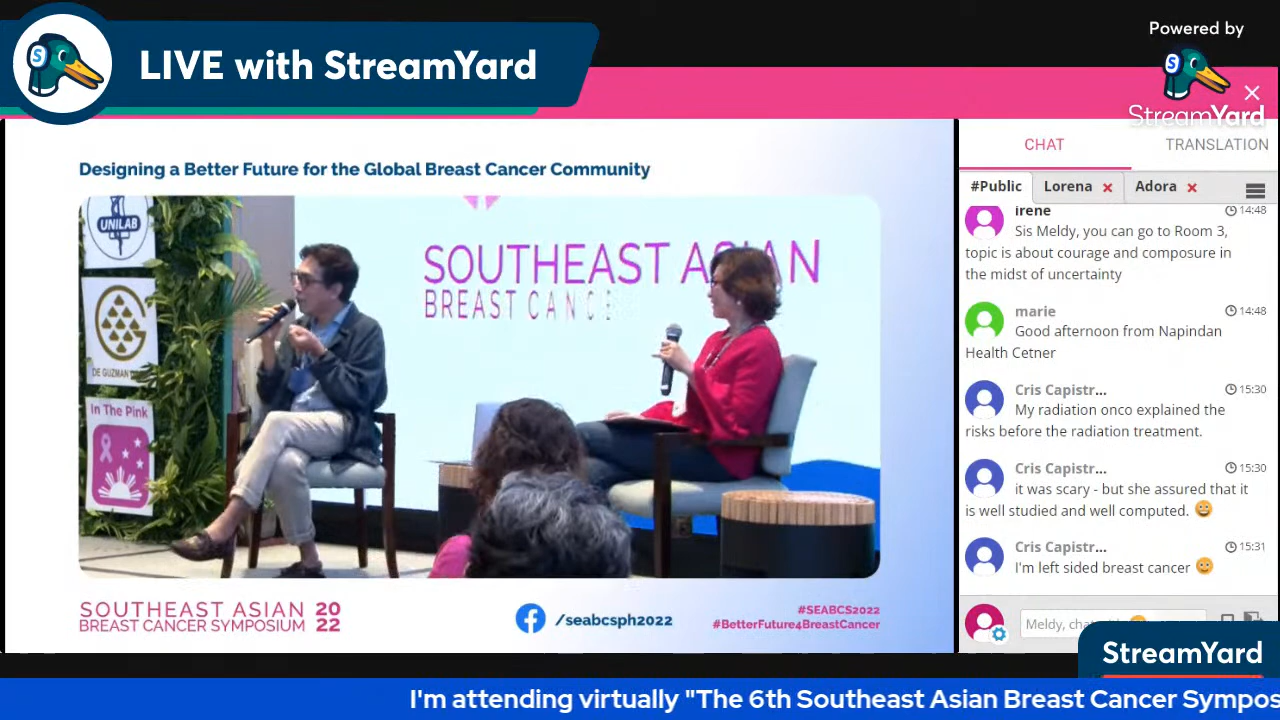 LIVE with StreamYard
Powered by
StreamYard
Designing a Better Future for the Global Breast Cancer Community
UNILAB
DE GUZMAN
In The Pink
SOUTHEAST ASIAN
BREAST CANCE
SOUTHEAST ASIAN 2022
BREAST CANCER SYMPOSIUM
/seabcsph2022
#SEABCS2022
#BetterFuture4BreastCancer
CHAT
TRANSLATION
#Public
Lorena
Adora
irene
14:48
Sis Meldy, you can go to Room 3,
topic is about courage and composure in
the midst of uncertainty
marie
14:48
Good afternoon from Napindan
Health Cetner
Cris Capistr...
15:30
My radiation onco explained the
risks before the radiation treatment.
Cris Capistr...
15:30
it was scary - but she assured that it
is well studied and well computed.
Cris Capistr...
15:31
I'm left sided breast cancer
Meldy,
StreamYard
I'm attending virtually "The 6th Southeast Asian Breast Cancer Sympos